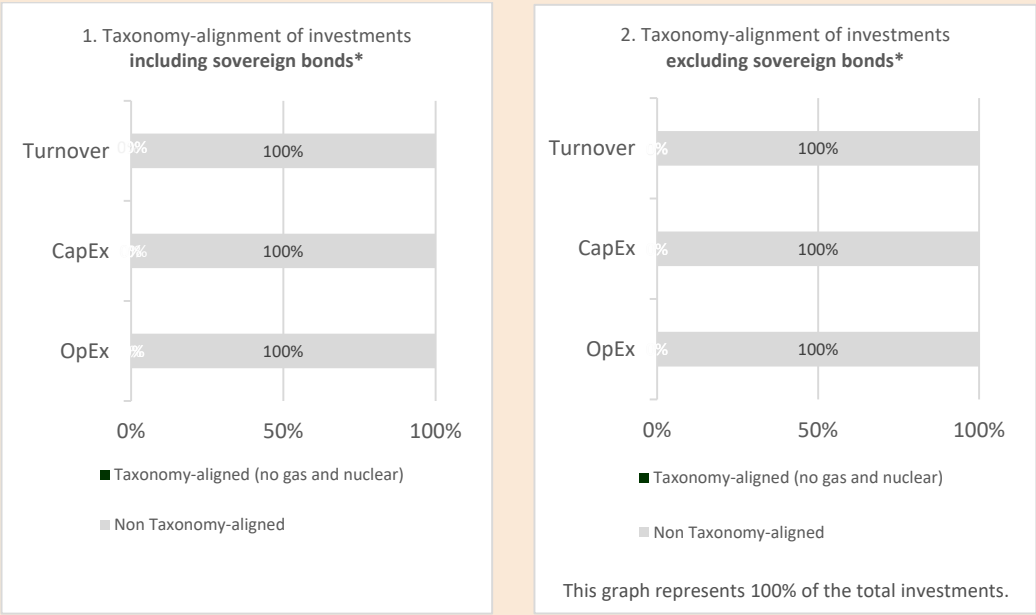 1. Taxonomy-alignment of investments
including sovereign bonds*
Turnover 100%
CapEx 100%
OpEx 100%
0% 50% 100%
Taxonomy-aligned (no gas and nuclear)
Non Taxonomy-aligned
2. Taxonomy-alignment of investments
excluding sovereign bonds*
Turnover 100%
CapEx 100%
OpEx 100%
0% 50% 100%
Taxonomy-aligned (no gas and nuclear)
Non Taxonomy-aligned
This graph represents 100% of the total investments.